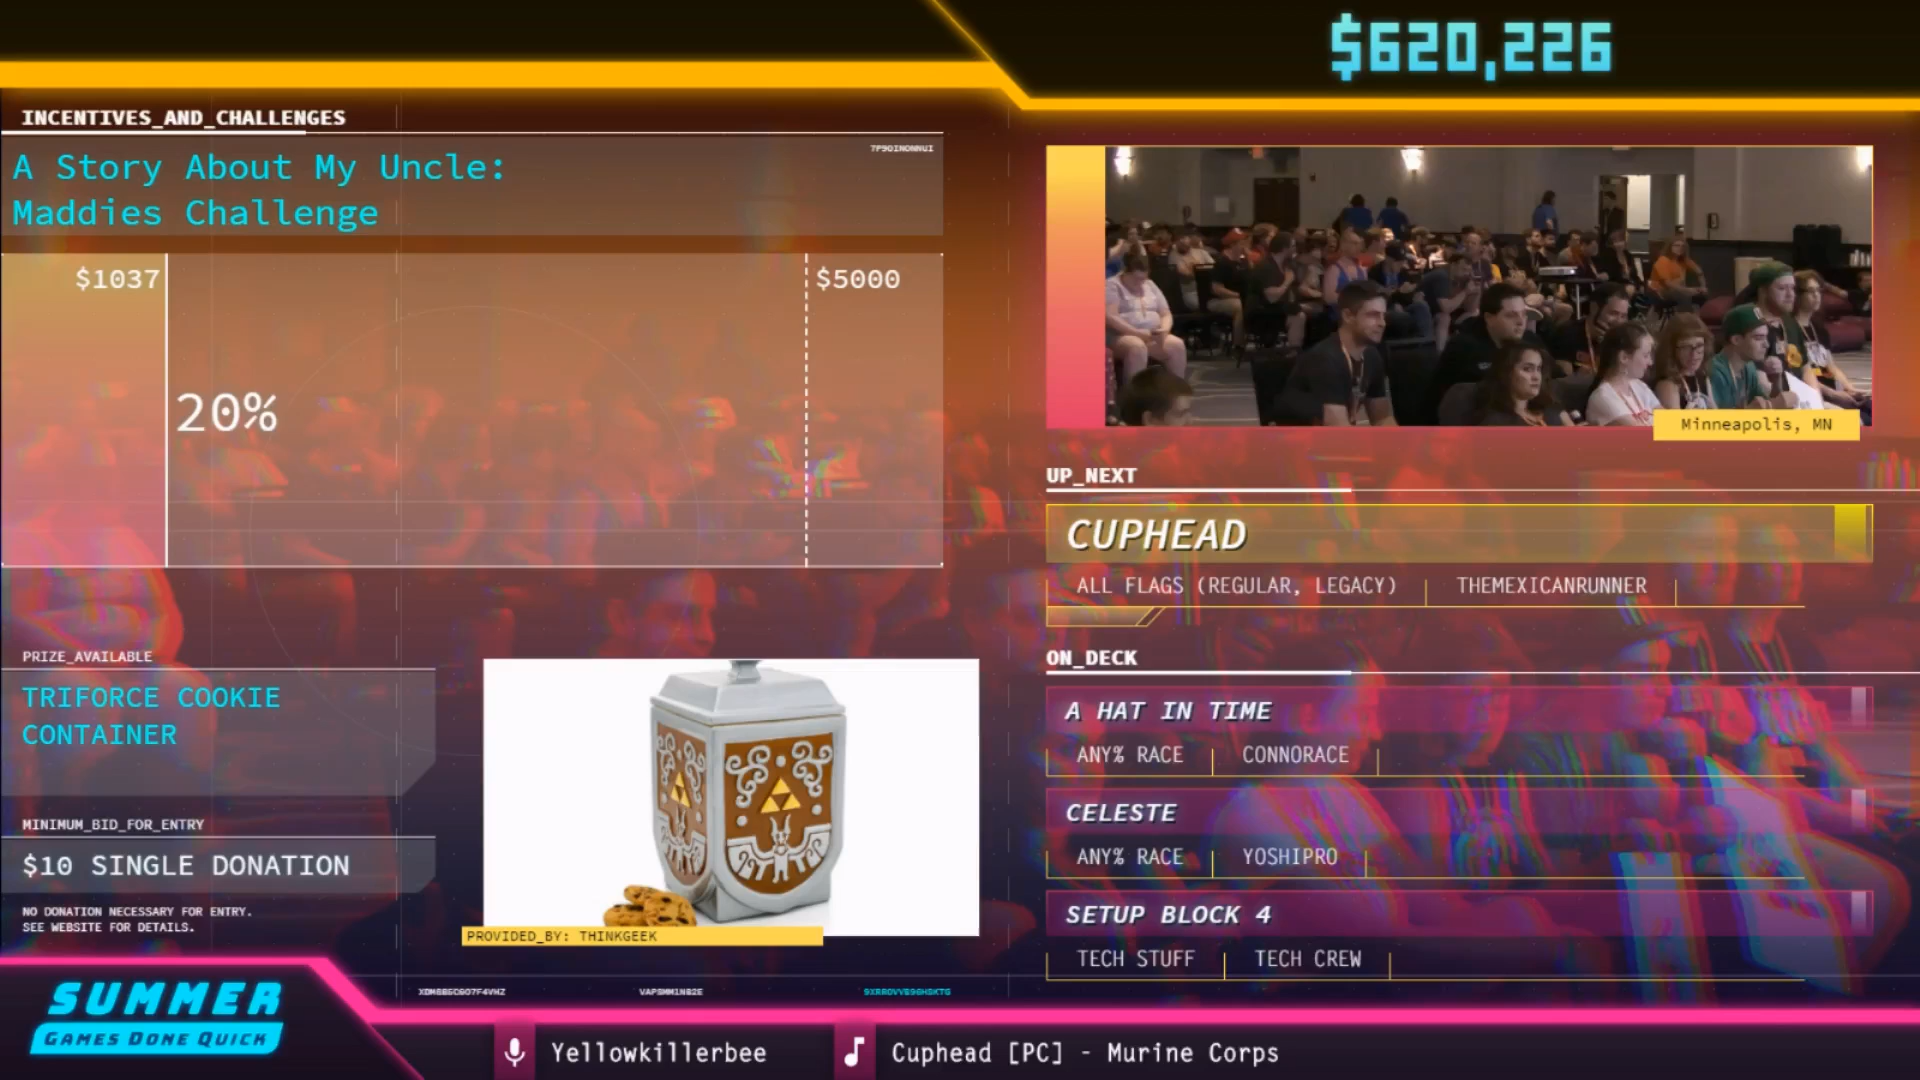 $620,226
INCENTIVES_AND_CHALLENGES
A Story About My Uncle:
Maddies Challenge
$1037
$5000
20%
Minneapolis, MN
UP_NEXT
CUPHEAD
ALL FLAGS (REGULAR, LEGACY)
THEMEXICANRUNNER
ON_DECK
A HAT IN TIME
ANY% RACE
CONNORACE
CELESTE
ANY% RACE
YOSHIPRO
SETUP BLOCK 4
TECH STUFF
TECH CREW
PRIZE_AVAILABLE
TRIFORCE COOKIE
CONTAINER
MINIMUM_BID_FOR_ENTRY
$10 SINGLE DONATION
NO DONATION NECESSARY FOR ENTRY.
SEE WEBSITE FOR DETAILS.
PROVIDED_BY: THINKGEEK
SUMMER
GAMES DONE QUICK
Yellowkillerbee
Cuphead [PC] - Murine Corps